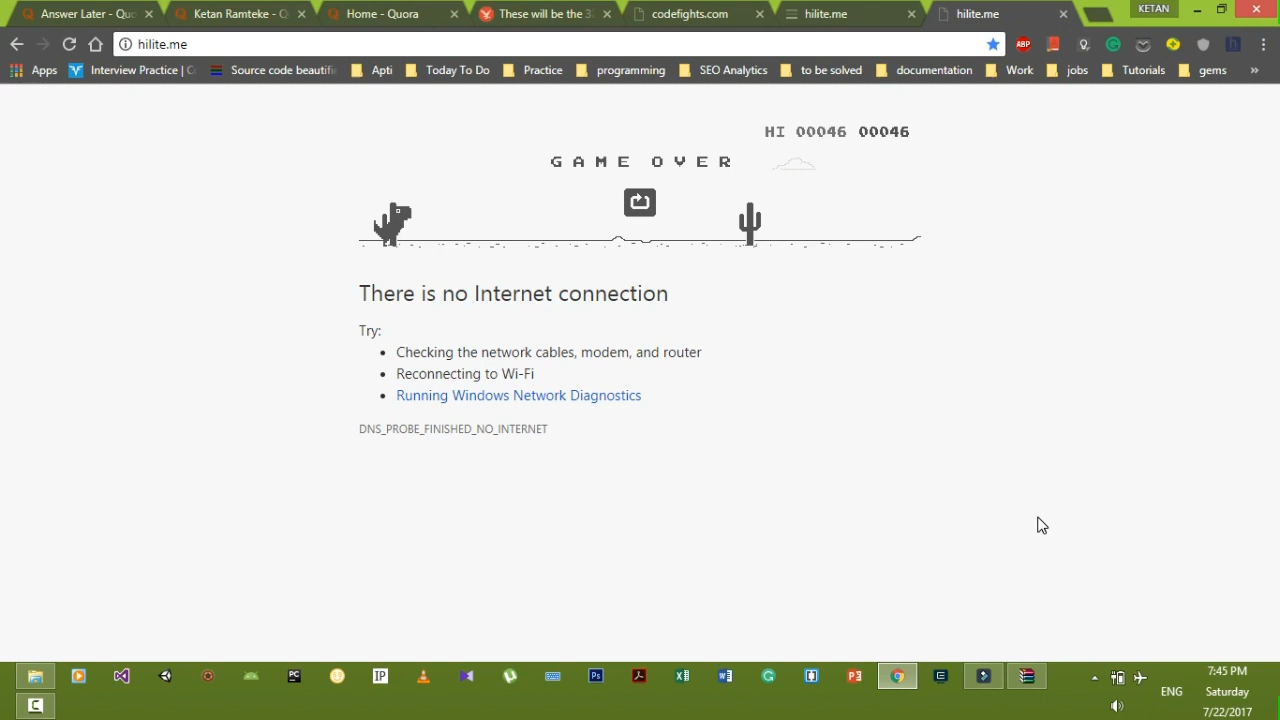 Answer Later - Quo
Ketan Ramteke - Q
Home - Quora
These will be the 3
codefights.com
hilite.me
hilite.me
KETAN
hilite.me
ABP
Apps
Interview Practice | C
Source code beautifi
Apti
Today To Do
Practice
programming
SEO Analytics
to be solved
documentation
Work
jobs
Tutorials
gems
»
HI 00046 00046
GAME OVER
There is no Internet connection
Try:
• Checking the network cables, modem, and router
• Reconnecting to Wi-Fi
• Running Windows Network Diagnostics
DNS_PROBE_FINISHED_NO_INTERNET
PC
IP
Ps
ENG
7:45 PM
Saturday
7/22/2017